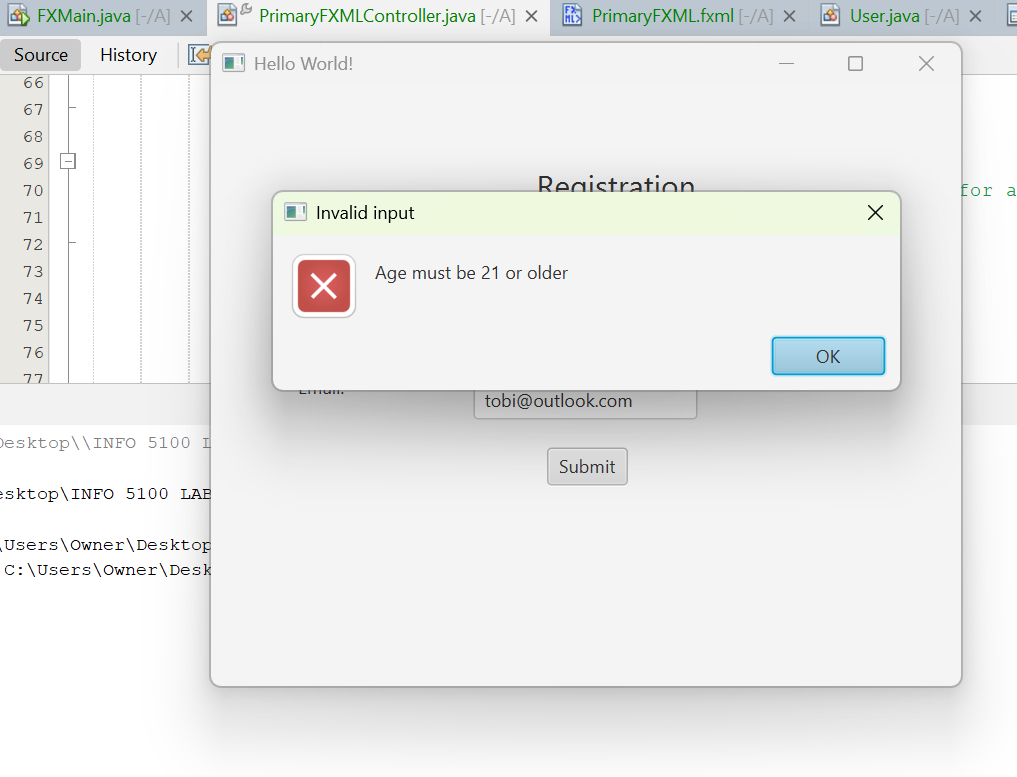 FXMain.java [-/A] PrimaryFXMLController.java [-/A] PrimaryFXML.fxml [-/A] User.java [-/A]
Source History
Hello World!
66
67
68
69
70 for a
71
72
73
74
75
76
77
Registration
Invalid input
Age must be 21 or older
OK
Email:
tobi@outlook.com
Submit
Desktop\\INFO 5100 L
esktop\INFO 5100 LAB
\Users\Owner\Desktop
C:\Users\Owner\Desk